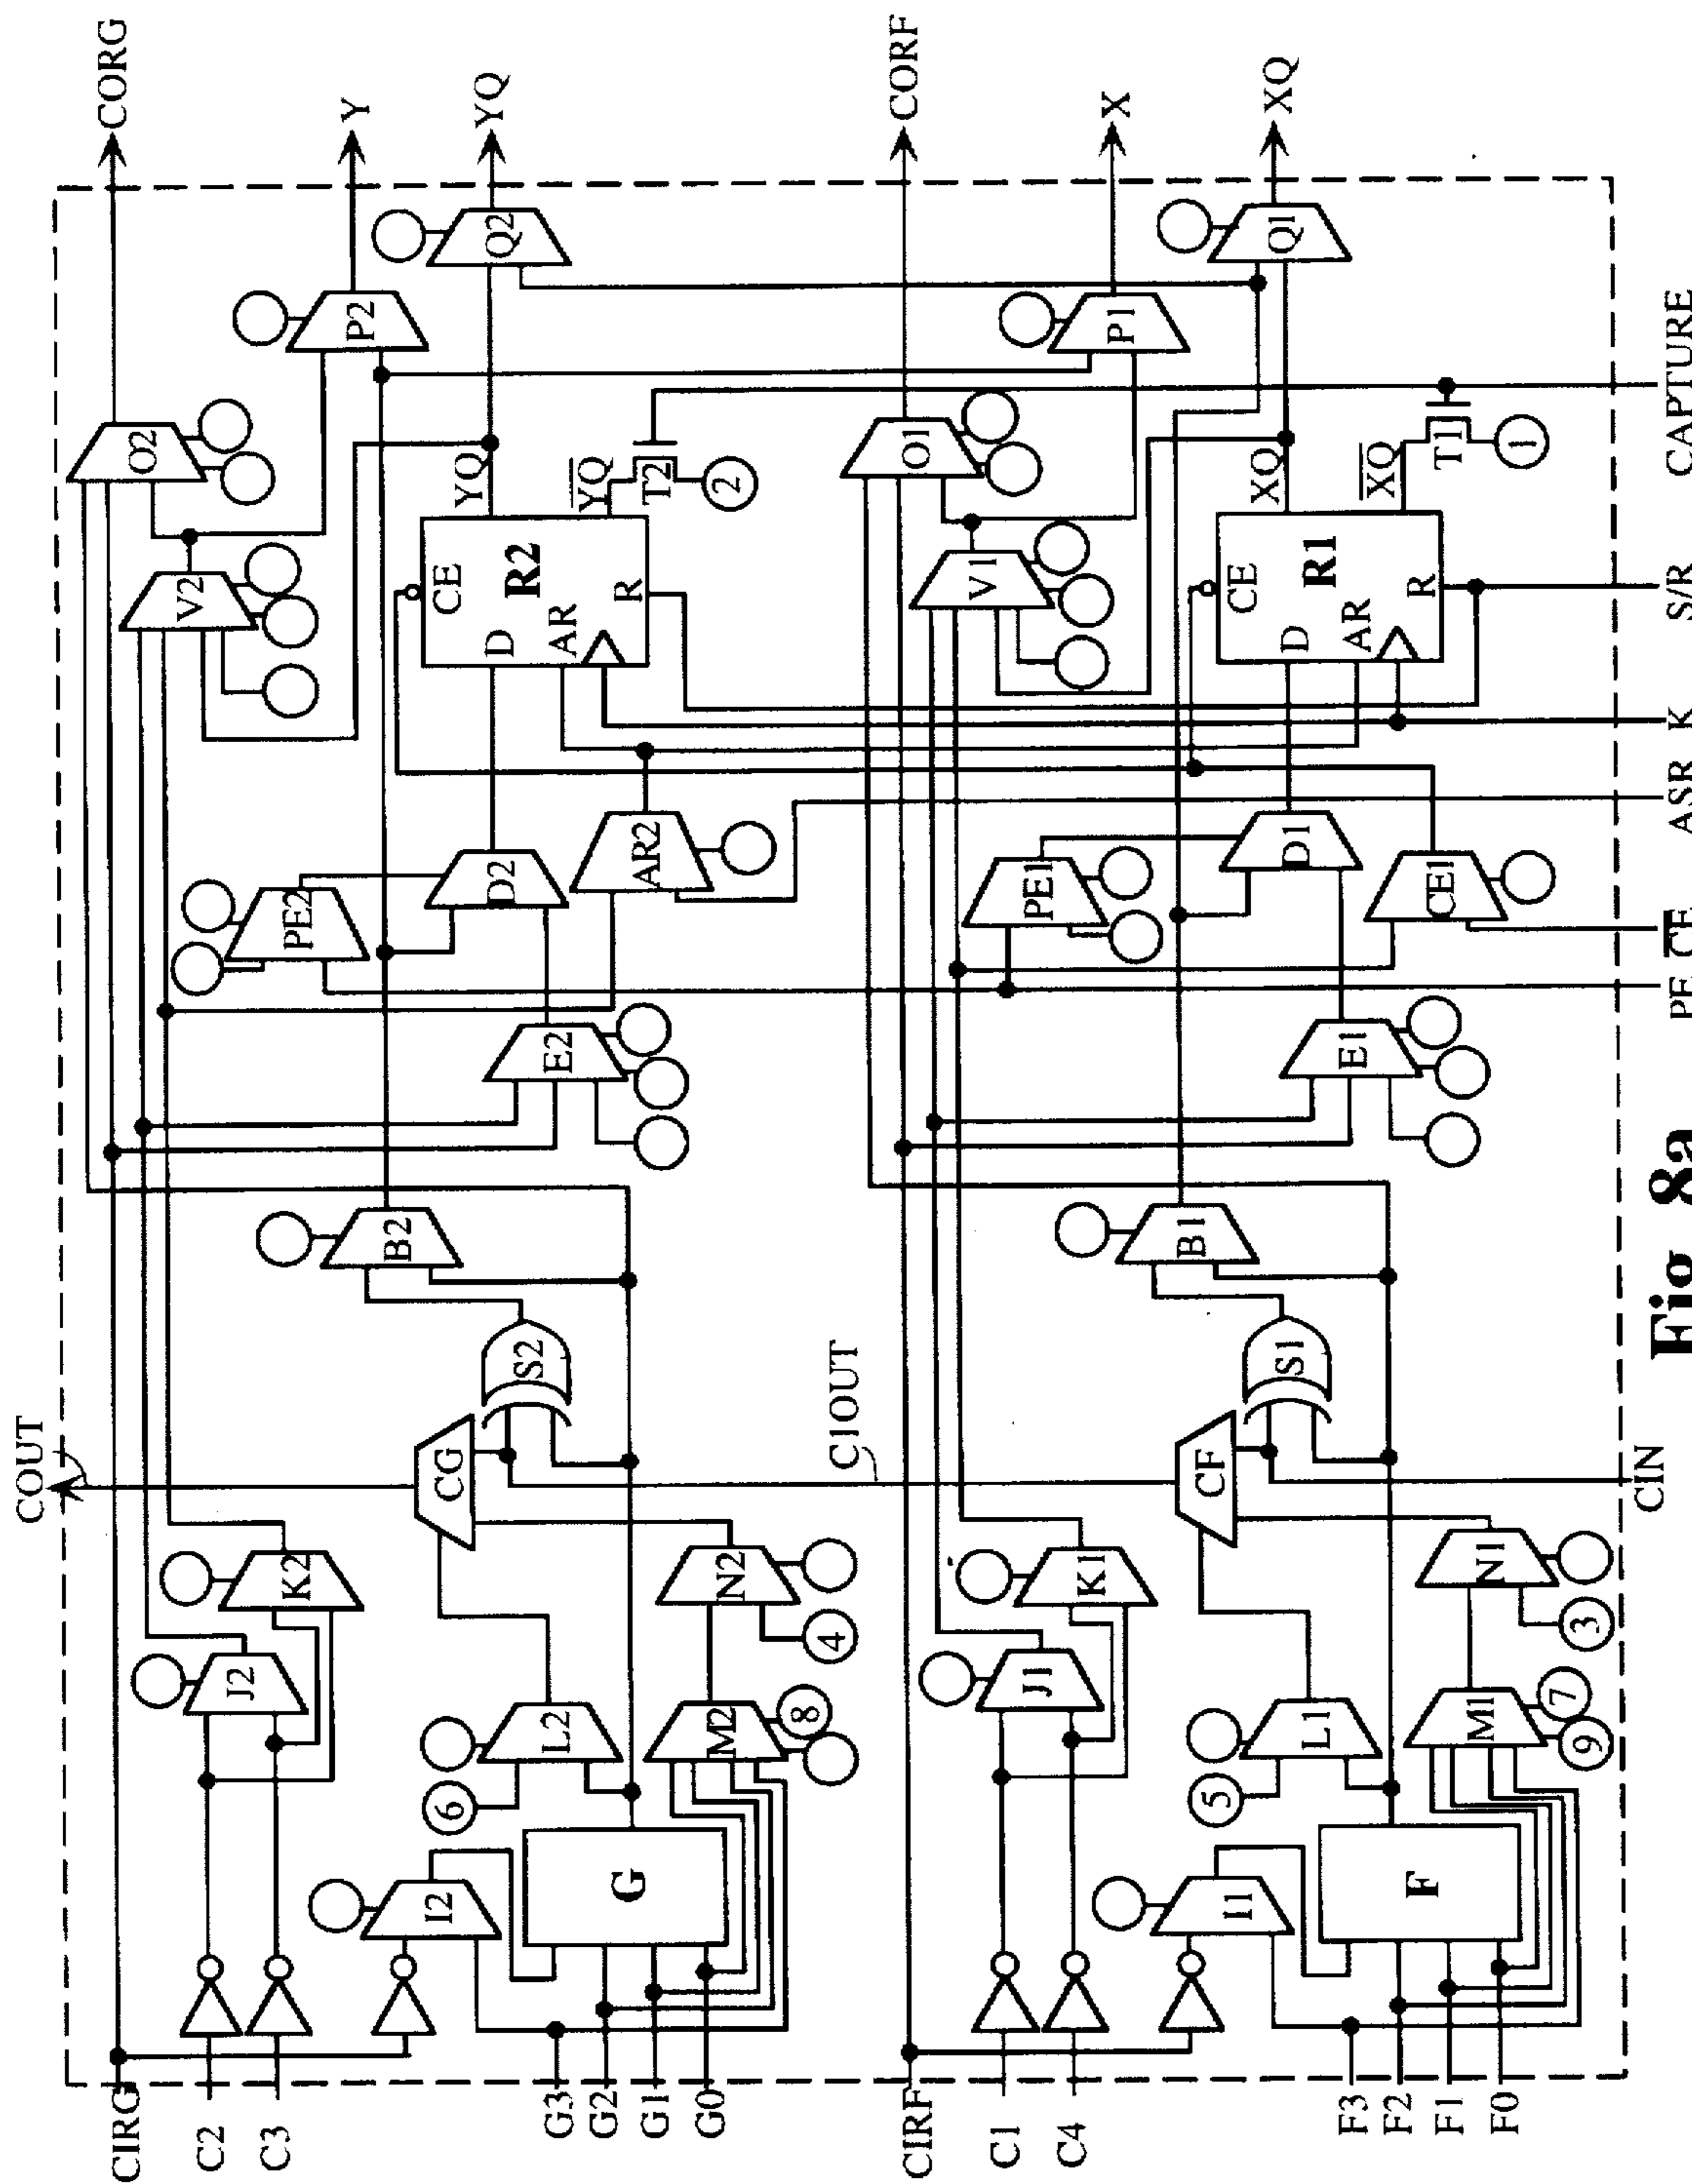 COUT
CORG
Y
YQ
CORF
X
XQ
CIRG
C2
C3
G3
G2
G1
G0
CIRF
C1
C4
F3
F2
F1
F0
J2
K2
I2
G
L2
6
M2
8
N2
4
CG
S2
B2
C1OUT
E2
PE2
D2
AR2
V2
O2
P2
Q2
CE
D
R2
AR
R
YQ
YQ
T2
2
J1
K1
I1
F
L1
5
M1
7
9
N1
3
CF
S1
B1
E1
PE1
D1
CE1
V1
O1
P1
Q1
CE
D
R1
AR
R
XQ
XQ
T1
1
CIN
PE
CE
ASR
K
S/R
CAPTURE
Fig. 8a